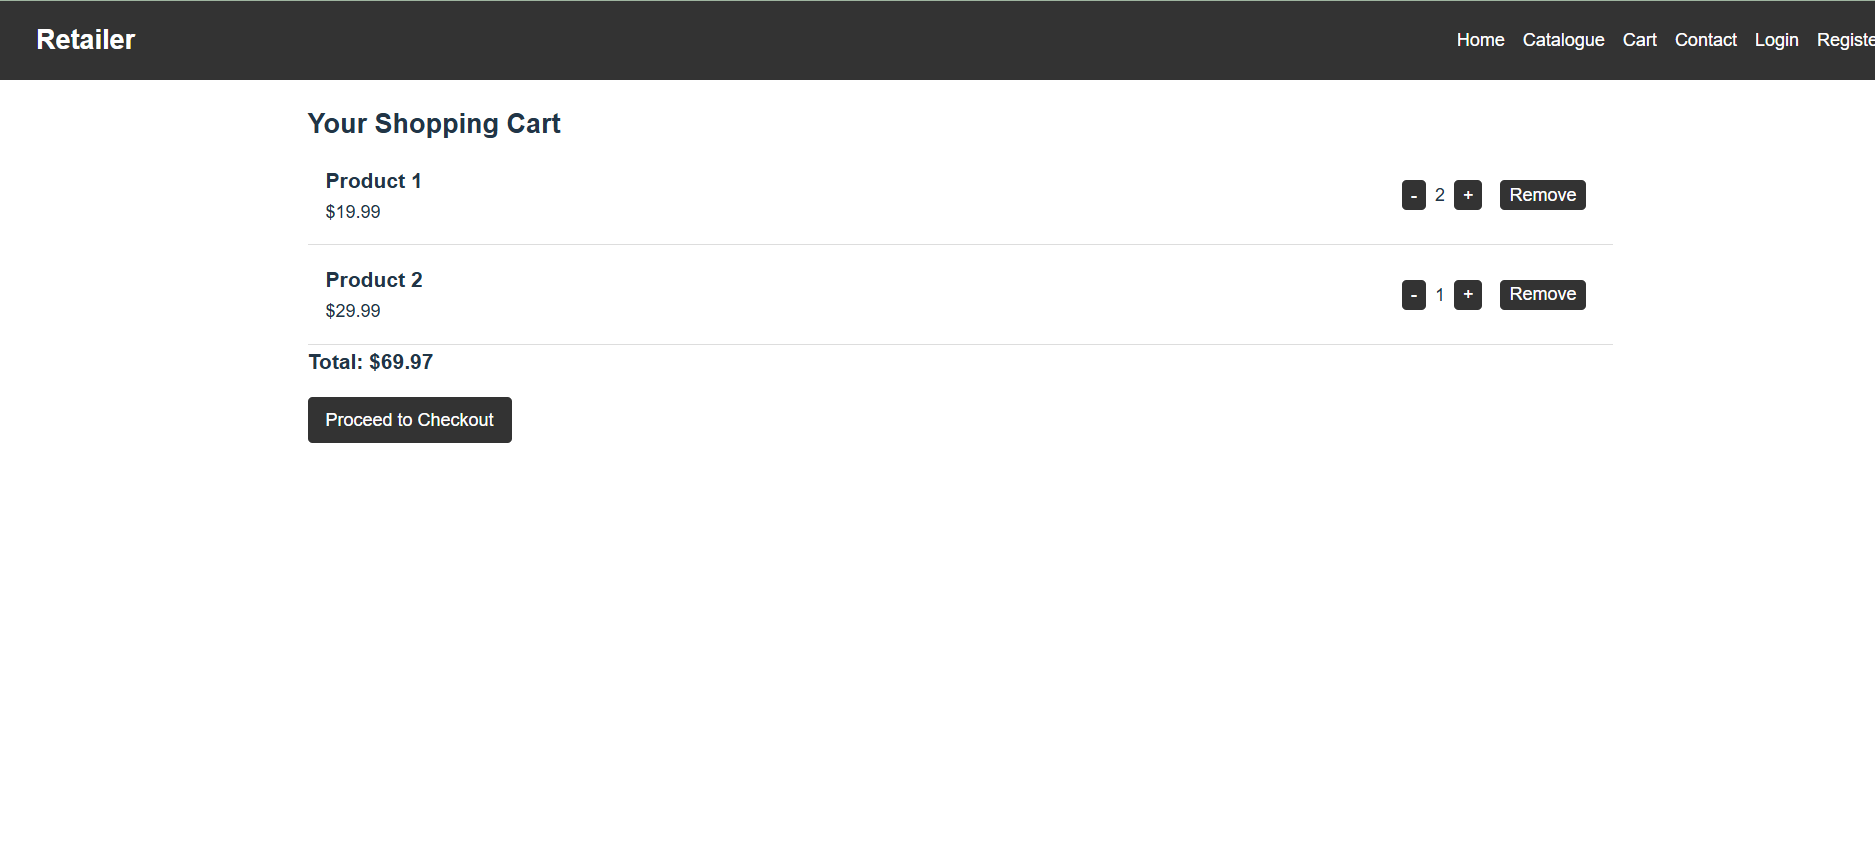 Retailer
Home Catalogue Cart Contact Login Registe
Your Shopping Cart
Product 1
$19.99
- 2 + Remove
Product 2
$29.99
- 1 + Remove
Total: $69.97
Proceed to Checkout